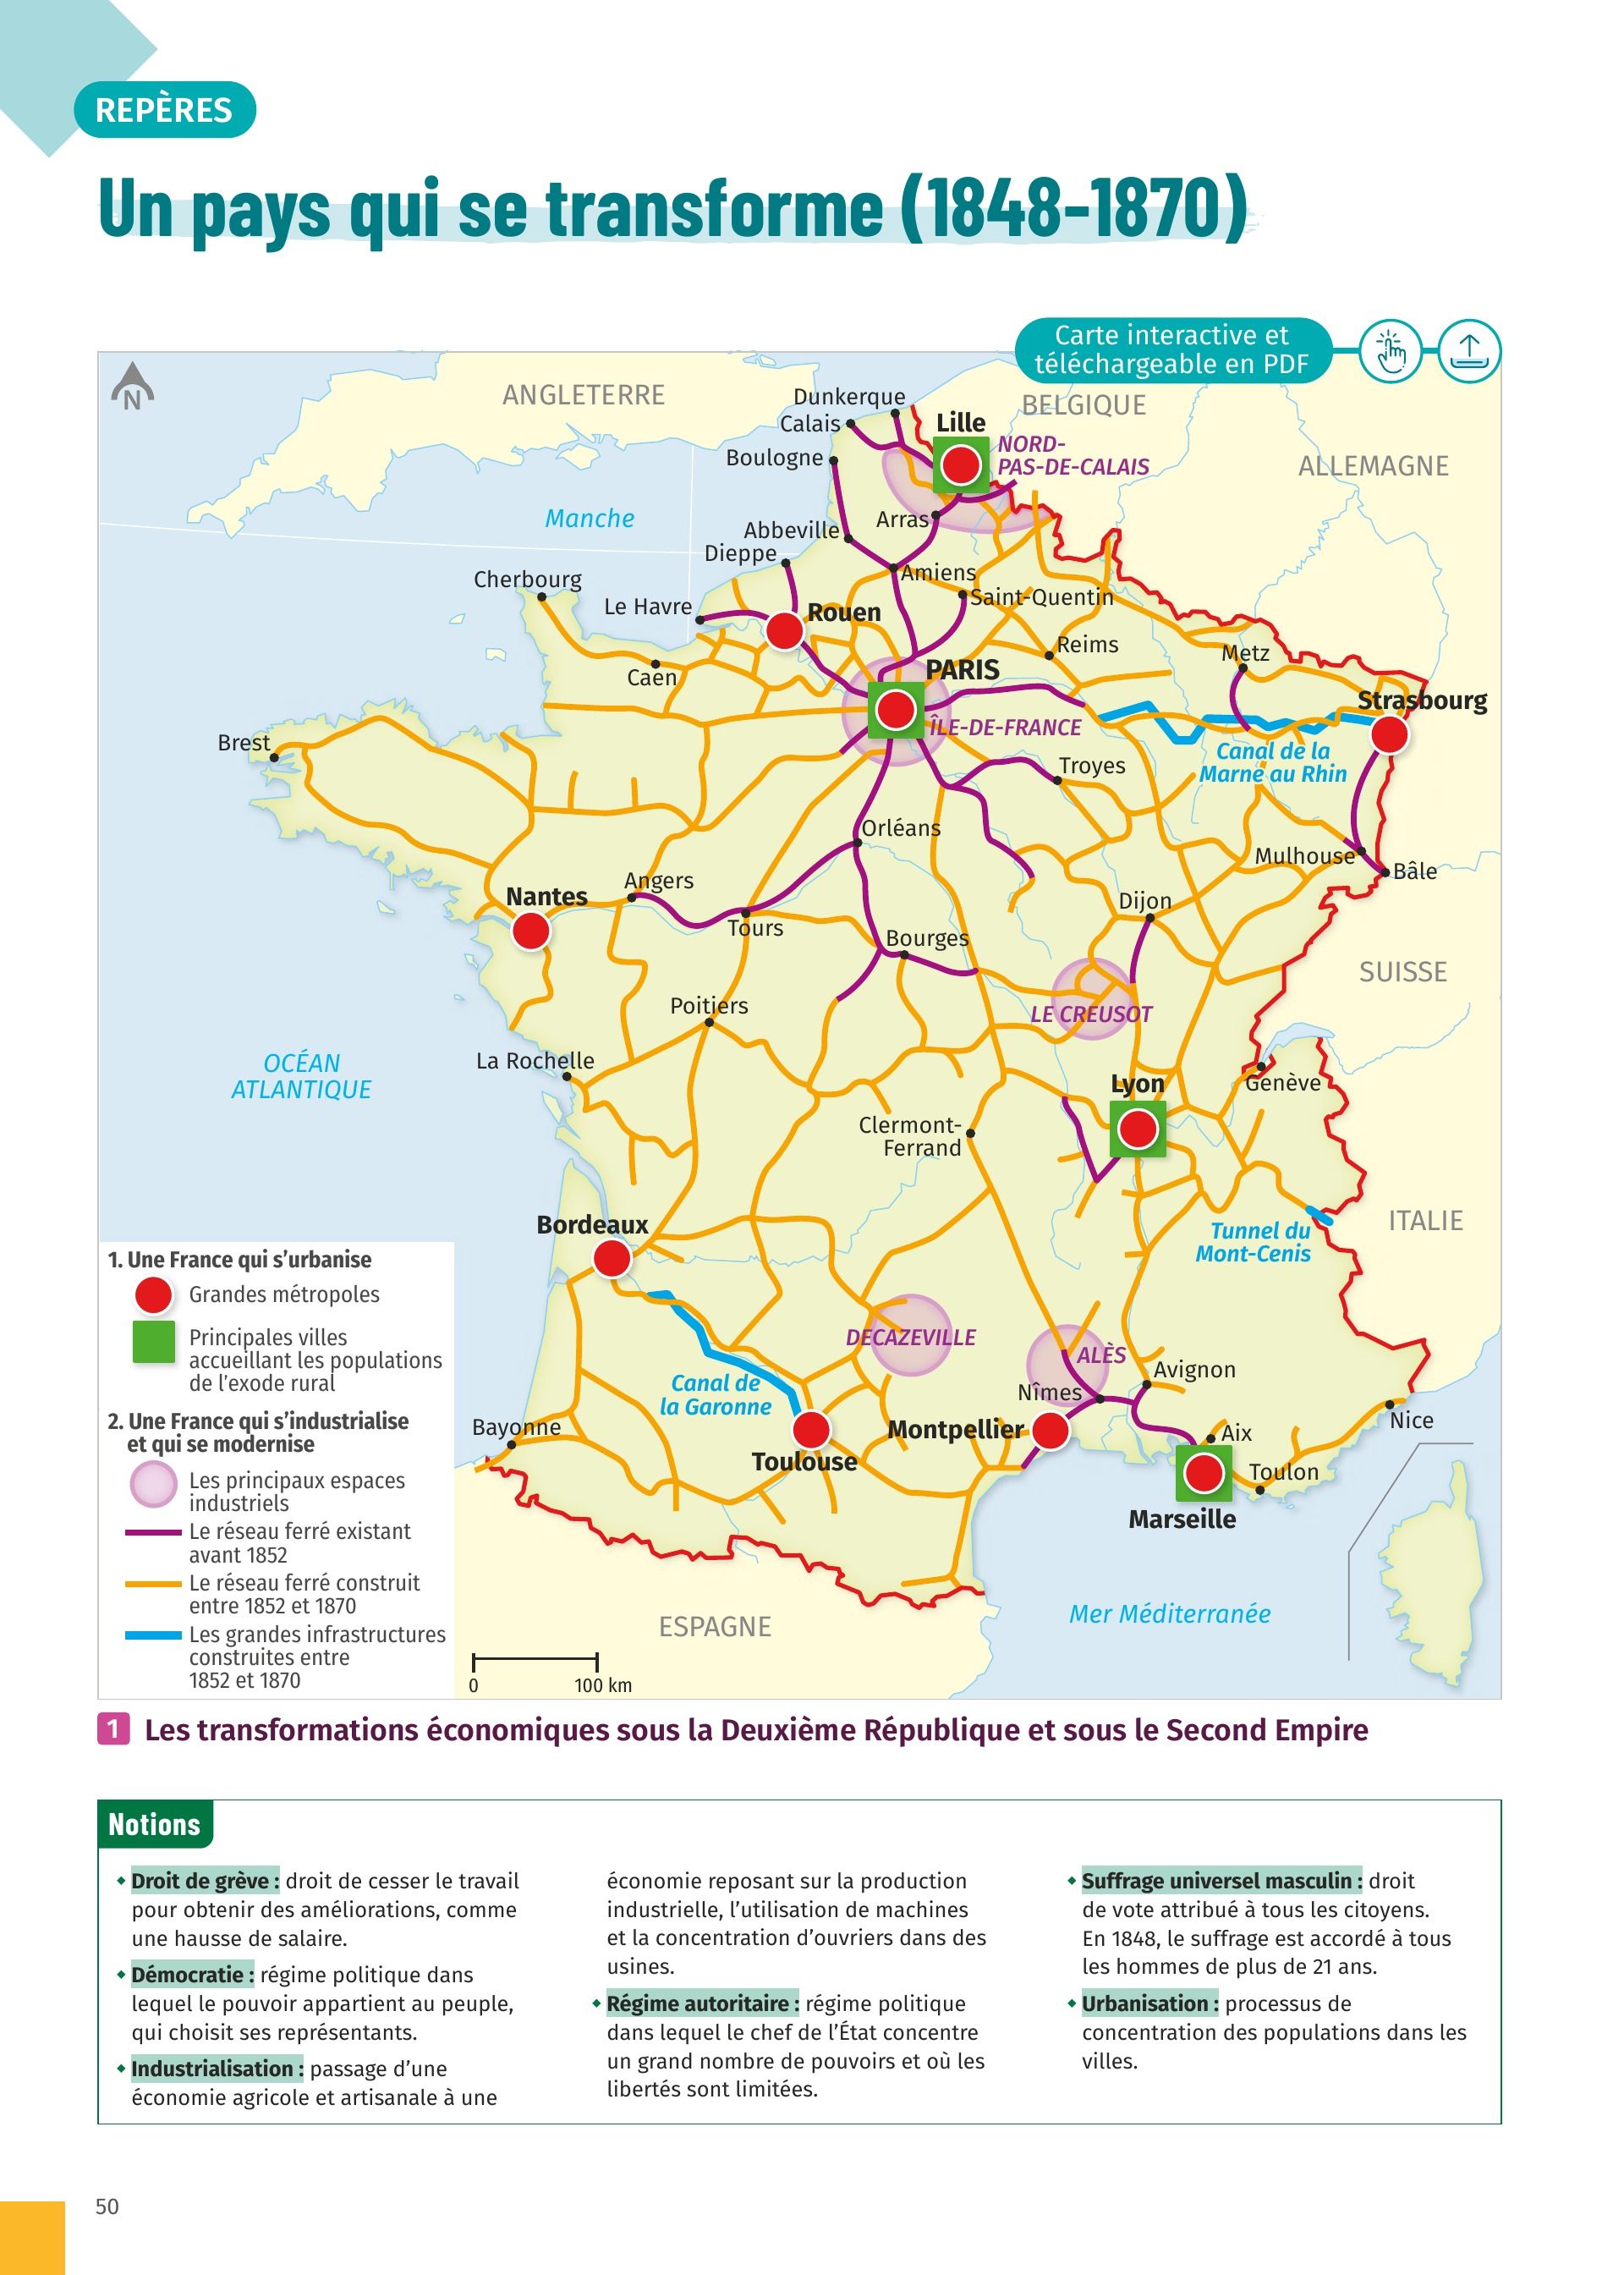 REPÈRES
Un pays qui se transforme (1848-1870)
Carte interactive et
téléchargeable en PDF
N
ANGLETERRE
BELGIQUE
ALLEMAGNE
Dunkerque
Calais
Lille
NORD-
PAS-DE-CALAIS
Boulogne
Manche
Arras
Abbeville
Dieppe
Amiens
Cherbourg
Saint-Quentin
Le Havre
Rouen
Reims
Metz
Caen
PARIS
Strasbourg
ÎLE-DE-FRANCE
Brest
Canal de la
Marne au Rhin
Troyes
Orléans
Mulhouse
Bâle
Angers
Nantes
Dijon
Tours
Bourges
SUISSE
Poitiers
LE CREUSOT
La Rochelle
OCÉAN
ATLANTIQUE
Genève
Lyon
Clermont-
Ferrand
Bordeaux
ITALIE
Tunnel du
Mont-Cenis
DECAZEVILLE
ALÈS
Avignon
Canal de
la Garonne
Nîmes
Nice
Bayonne
Montpellier
Aix
Toulouse
Toulon
Marseille
ESPAGNE
Mer Méditerranée
0
100 km
1. Une France qui s’urbanise
Grandes métropoles
Principales villes
accueillant les populations
de l’exode rural
2. Une France qui s’industrialise
et qui se modernise
Les principaux espaces
industriels
Le réseau ferré existant
avant 1852
Le réseau ferré construit
entre 1852 et 1870
Les grandes infrastructures
construites entre
1852 et 1870
1 Les transformations économiques sous la Deuxième République et sous le Second Empire
Notions
Droit de grève : droit de cesser le travail
pour obtenir des améliorations, comme
une hausse de salaire.
Démocratie : régime politique dans
lequel le pouvoir appartient au peuple,
qui choisit ses représentants.
Industrialisation : passage d’une
économie agricole et artisanale à une
économie reposant sur la production
industrielle, l’utilisation de machines
et la concentration d’ouvriers dans des
usines.
Régime autoritaire : régime politique
dans lequel le chef de l’État concentre
un grand nombre de pouvoirs et où les
libertés sont limitées.
Suffrage universel masculin : droit
de vote attribué à tous les citoyens.
En 1848, le suffrage est accordé à tous
les hommes de plus de 21 ans.
Urbanisation : processus de
concentration des populations dans les
villes.
50